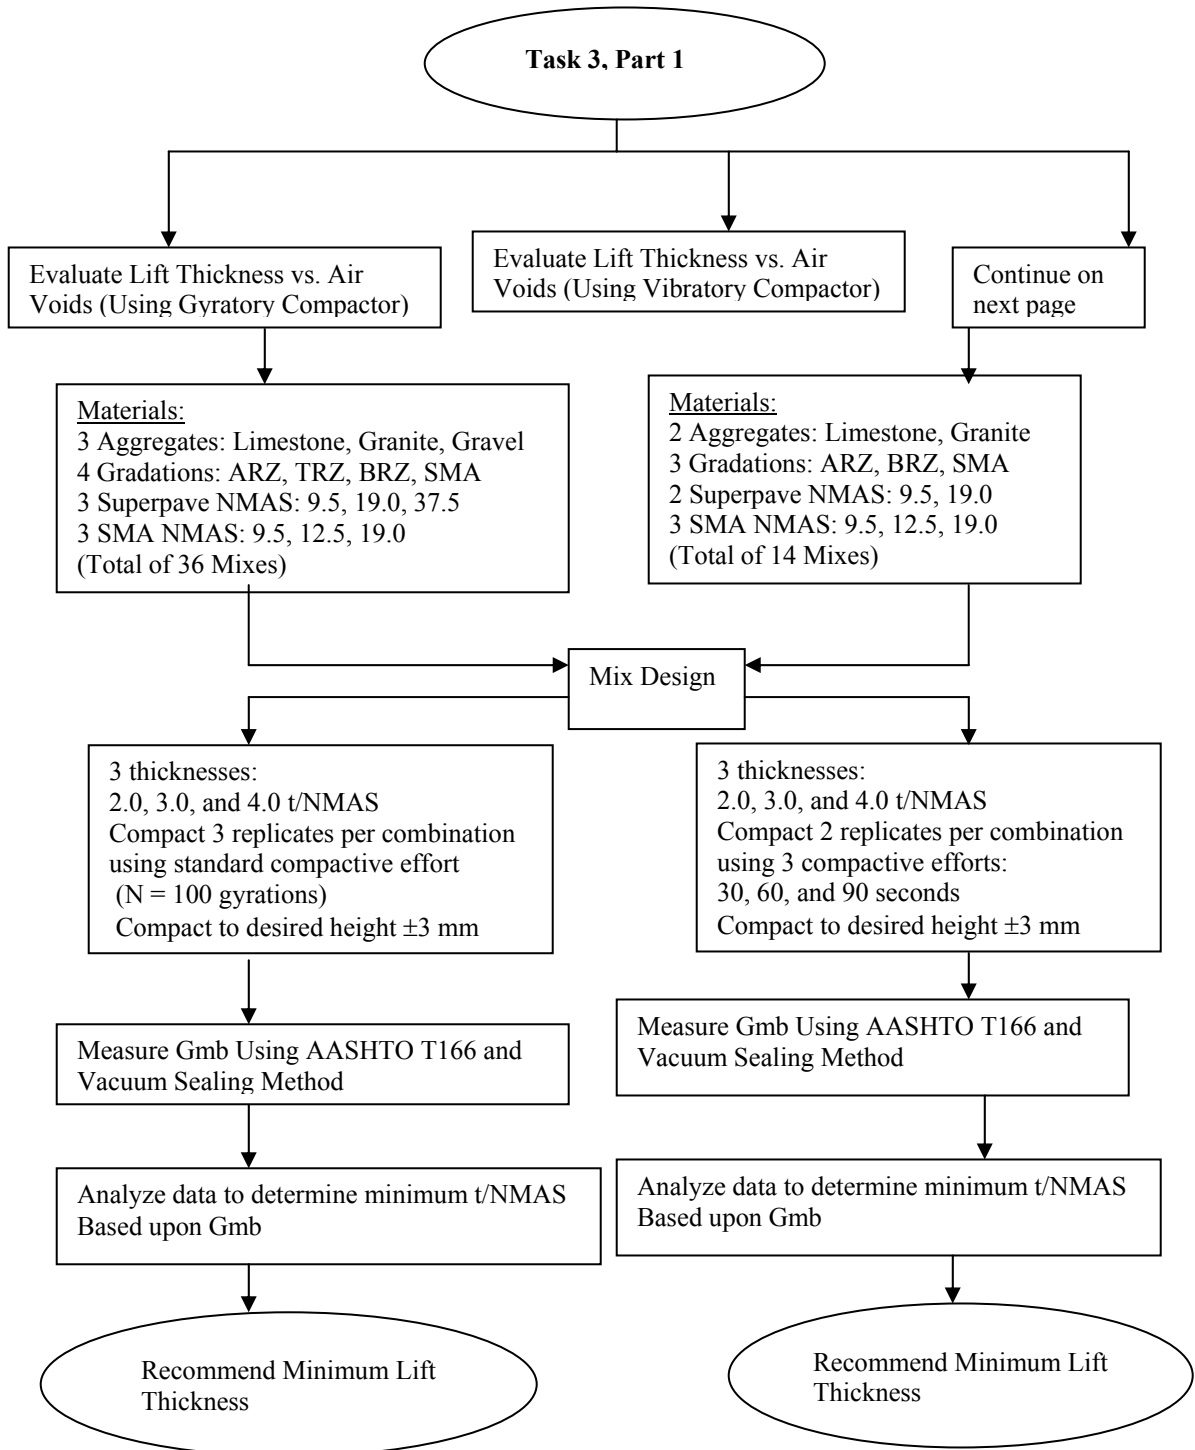 Task 3, Part 1
Evaluate Lift Thickness vs. Air
Voids (Using Gyratory Compactor)
Evaluate Lift Thickness vs. Air
Voids (Using Vibratory Compactor)
Continue on
next page
Materials:
3 Aggregates: Limestone, Granite, Gravel
4 Gradations: ARZ, TRZ, BRZ, SMA
3 Superpave NMAS: 9.5, 19.0, 37.5
3 SMA NMAS: 9.5, 12.5, 19.0
(Total of 36 Mixes)
Materials:
2 Aggregates: Limestone, Granite
3 Gradations: ARZ, BRZ, SMA
2 Superpave NMAS: 9.5, 19.0
3 SMA NMAS: 9.5, 12.5, 19.0
(Total of 14 Mixes)
Mix Design
3 thicknesses:
2.0, 3.0, and 4.0 t/NMAS
Compact 3 replicates per combination
using standard compactive effort
(N = 100 gyrations)
Compact to desired height ±3 mm
3 thicknesses:
2.0, 3.0, and 4.0 t/NMAS
Compact 2 replicates per combination
using 3 compactive efforts:
30, 60, and 90 seconds
Compact to desired height ±3 mm
Measure Gmb Using AASHTO T166 and
Vacuum Sealing Method
Measure Gmb Using AASHTO T166 and
Vacuum Sealing Method
Analyze data to determine minimum t/NMAS
Based upon Gmb
Analyze data to determine minimum t/NMAS
Based upon Gmb
Recommend Minimum Lift
Thickness
Recommend Minimum Lift
Thickness